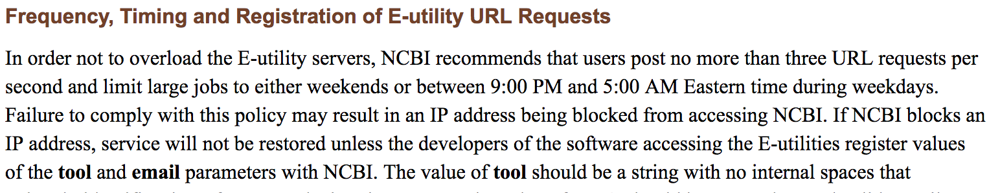 Frequency, Timing and Registration of E-utility URL Requests
In order not to overload the E-utility servers, NCBI recommends that users post no more than three URL requests per
second and limit large jobs to either weekends or between 9:00 PM and 5:00 AM Eastern time during weekdays.
Failure to comply with this policy may result in an IP address being blocked from accessing NCBI. If NCBI blocks an
IP address, service will not be restored unless the developers of the software accessing the E-utilities register values
of the tool and email parameters with NCBI. The value of tool should be a string with no internal spaces that